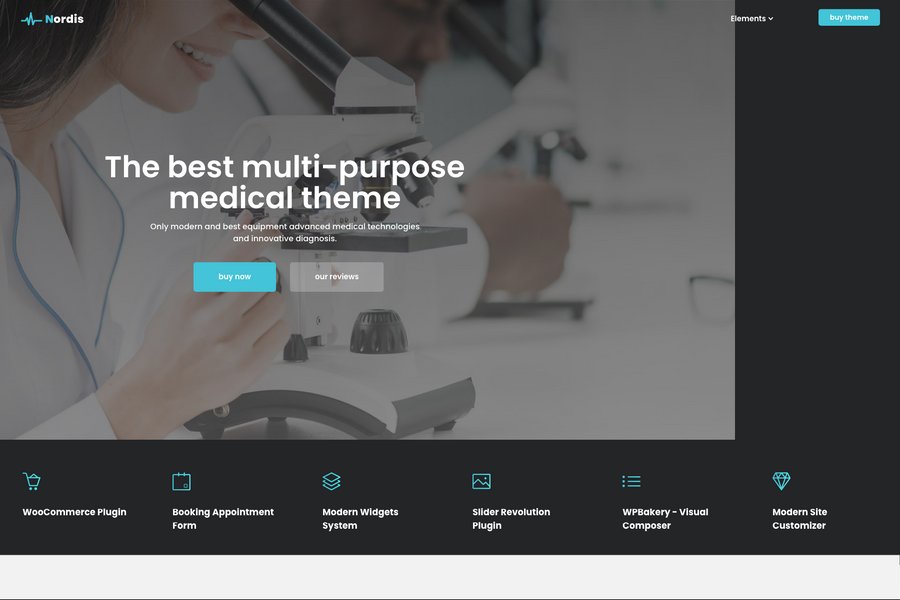 Nordis
Elements
buy theme
The best multi-purpose
medical theme
Only modern and best equipment advanced medical technologies
and innovative diagnosis.
buy now
our reviews
WooCommerce Plugin
Booking Appointment
Form
Modern Widgets
System
Slider Revolution
Plugin
WPBakery - Visual
Composer
Modern Site
Customizer